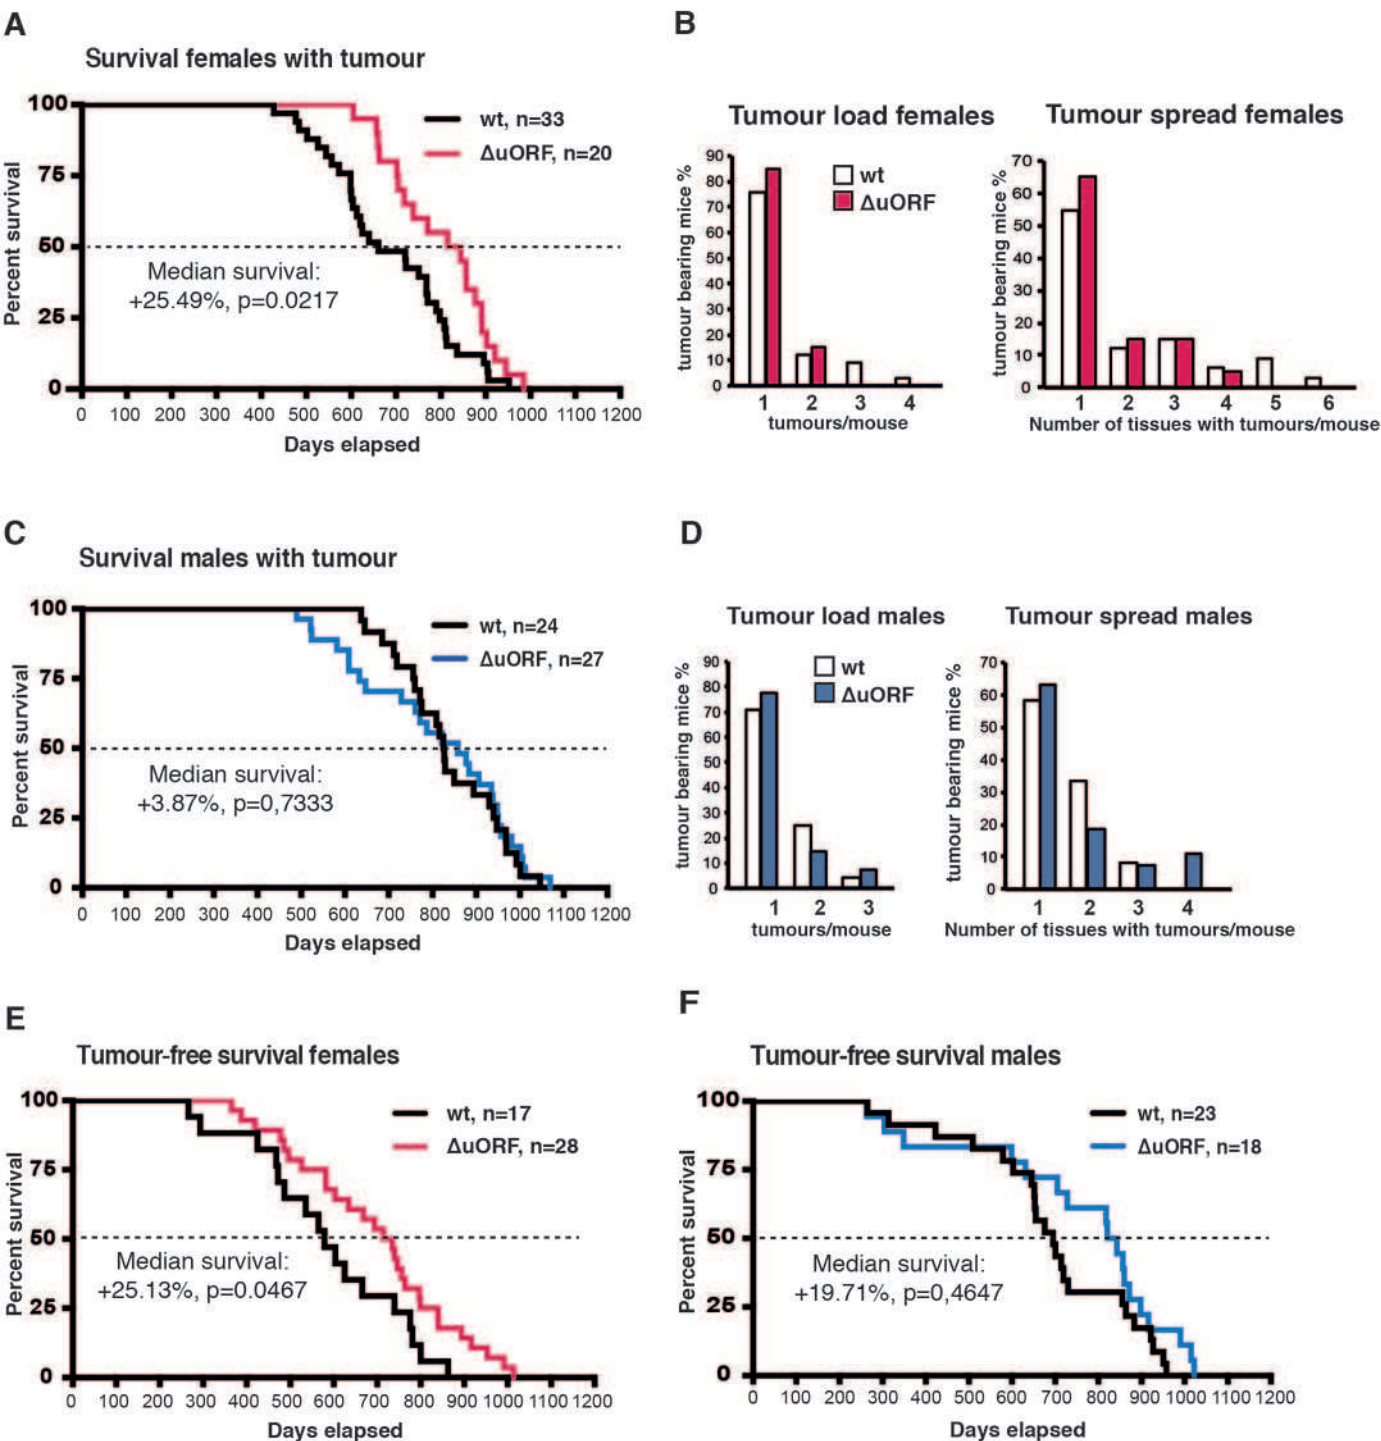 A
Survival females with tumour
100
75
50
25
0
Percent survival
wt, n=33
ΔuORF, n=20
Median survival:
+25.49%, p=0.0217
0 100 200 300 400 500 600 700 800 900 1000 1100 1200
Days elapsed
B
Tumour load females
90
80
70
60
50
40
30
20
10
0
tumour bearing mice %
wt
ΔuORF
1 2 3 4
tumours/mouse
Tumour spread females
70
60
50
40
30
20
10
0
tumour bearing mice %
1 2 3 4 5 6
Number of tissues with tumours/mouse
C
Survival males with tumour
100
75
50
25
0
Percent survival
wt, n=24
ΔuORF, n=27
Median survival:
+3.87%, p=0,7333
0 100 200 300 400 500 600 700 800 900 1000 1100 1200
Days elapsed
D
Tumour load males
90
80
70
60
50
40
30
20
10
0
tumour bearing mice %
wt
ΔuORF
1 2 3
tumours/mouse
Tumour spread males
70
60
50
40
30
20
10
0
tumour bearing mice %
1 2 3 4
Number of tissues with tumours/mouse
E
Tumour-free survival females
100
75
50
25
0
Percent survival
wt, n=17
ΔuORF, n=28
Median survival:
+25.13%, p=0.0467
0 100 200 300 400 500 600 700 800 900 1000 1100 1200
Days elapsed
F
Tumour-free survival males
100
75
50
25
0
Percent survival
wt, n=23
ΔuORF, n=18
Median survival:
+19.71%, p=0,4647
0 100 200 300 400 500 600 700 800 900 1000 1100 1200
Days elapsed